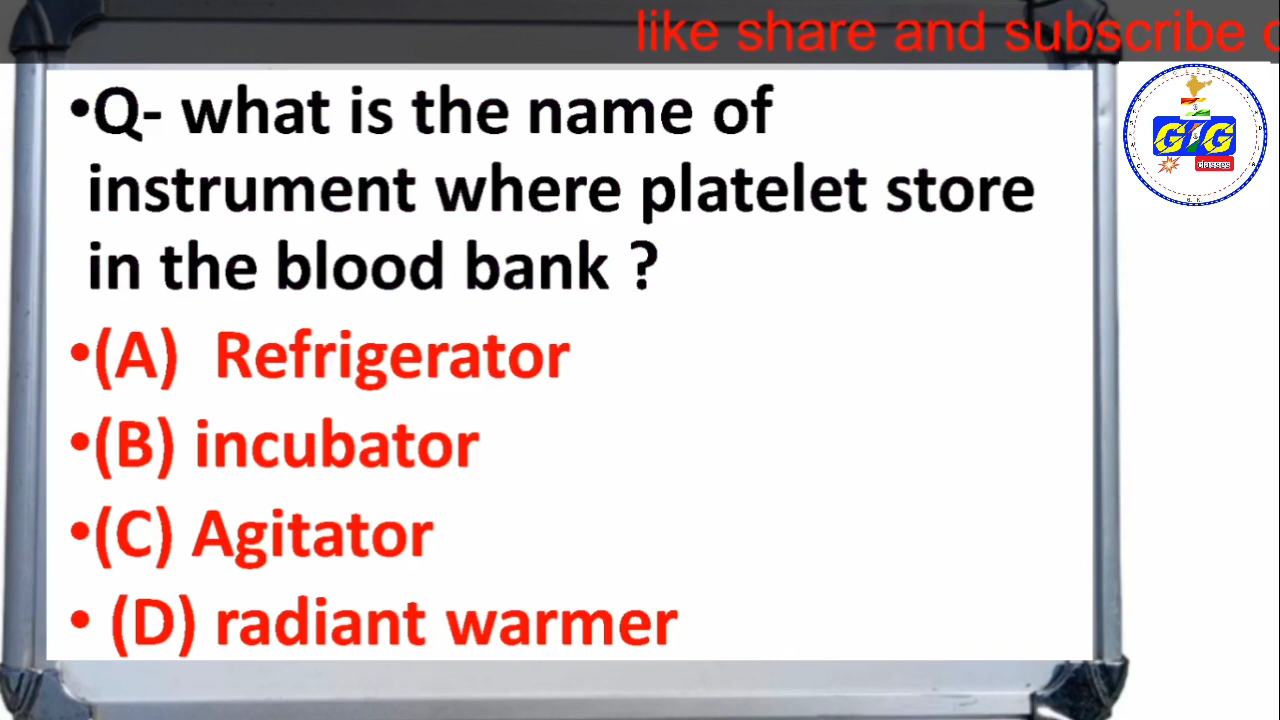 like share and subscribe
•Q- what is the name of
instrument where platelet store
in the blood bank ?
•(A) Refrigerator
•(B) incubator
•(C) Agitator
• (D) radiant warmer
GIG
classes